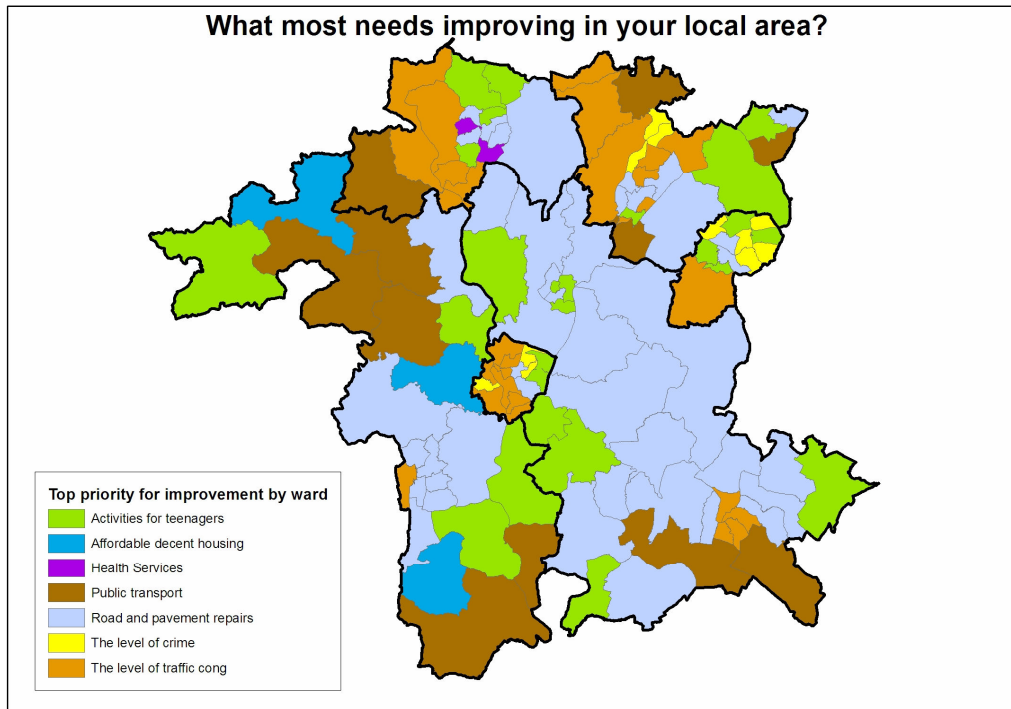 What most needs improving in your local area?
Top priority for improvement by ward
Activities for teenagers
Affordable decent housing
Health Services
Public transport
Road and pavement repairs
The level of crime
The level of traffic cong